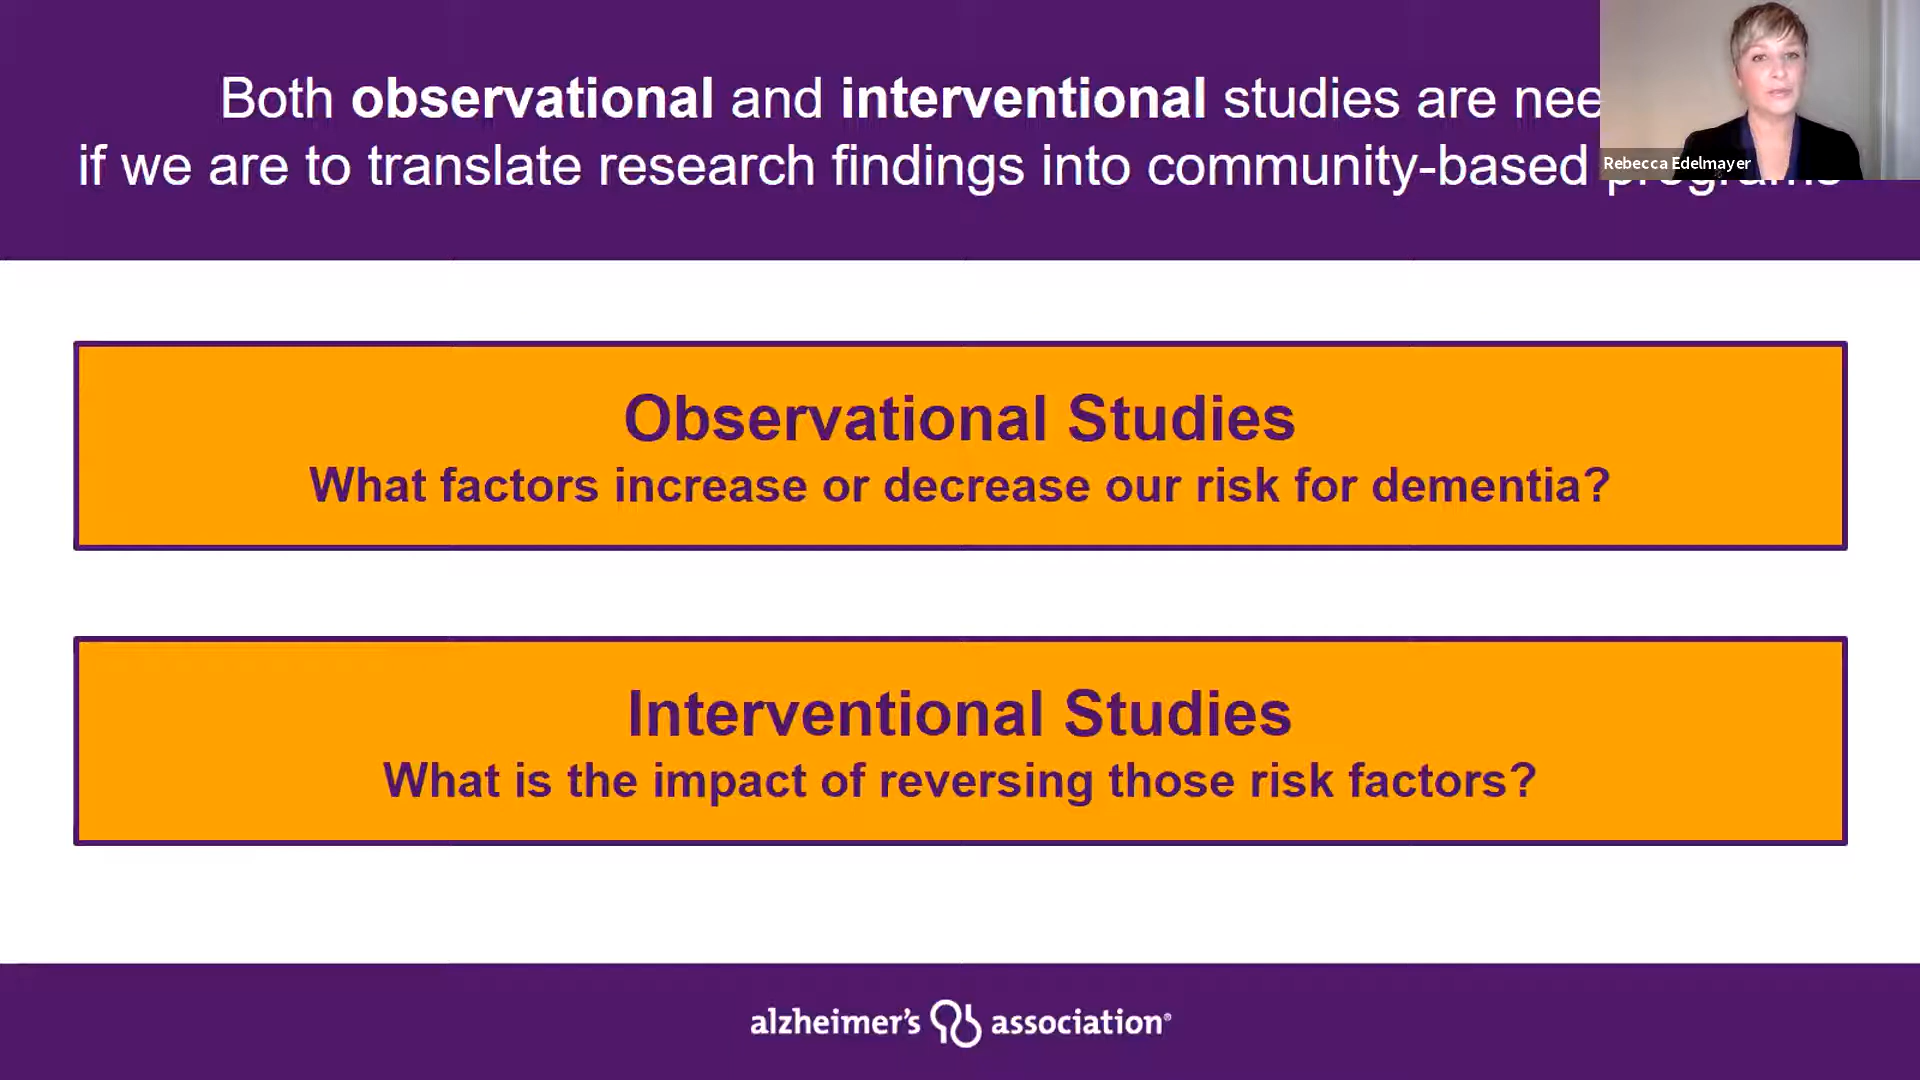 Both observational and interventional studies are nee
if we are to translate research findings into community-based programs
Rebecca Edelmayer
Observational Studies
What factors increase or decrease our risk for dementia?
Interventional Studies
What is the impact of reversing those risk factors?
alzheimer's association®